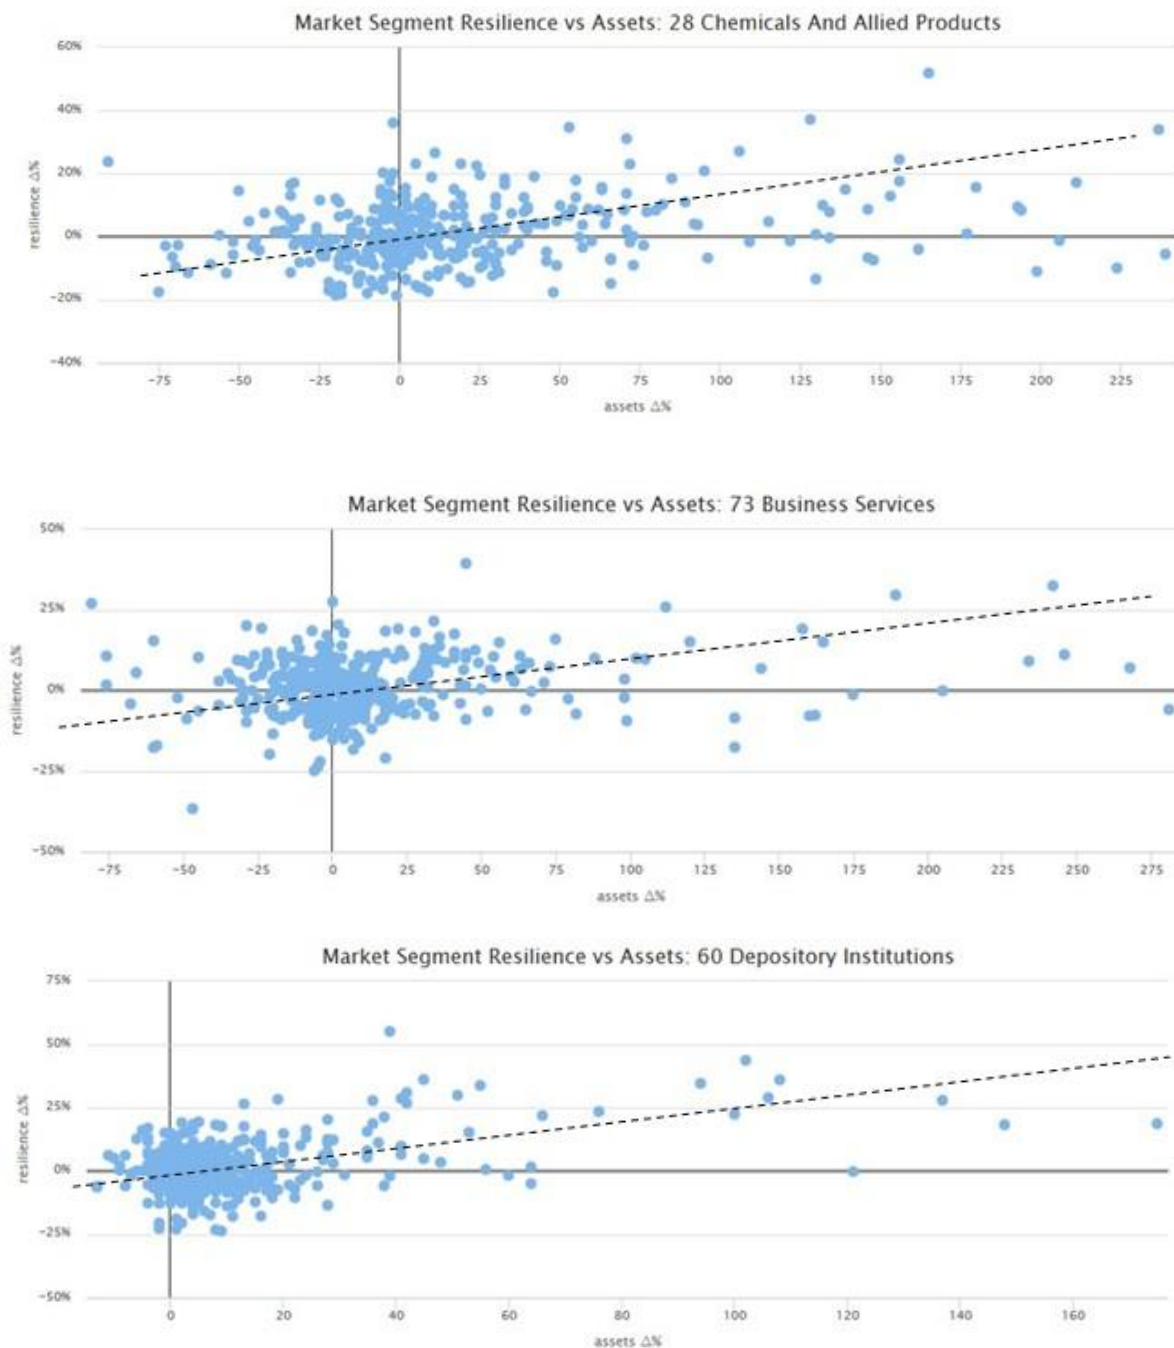 Market Segment Resilience vs Assets: 28 Chemicals And Allied Products
60%
40%
20%
0%
−20%
−40%
resilience Δ%
−75 −50 −25 0 25 50 75 100 125 150 175 200 225
assets Δ%
Market Segment Resilience vs Assets: 73 Business Services
50%
25%
0%
−25%
−50%
resilience Δ%
−75 −50 −25 0 25 50 75 100 125 150 175 200 225 250 275
assets Δ%
Market Segment Resilience vs Assets: 60 Depository Institutions
75%
50%
25%
0%
−25%
−50%
resilience Δ%
0 20 40 60 80 100 120 140 160
assets Δ%